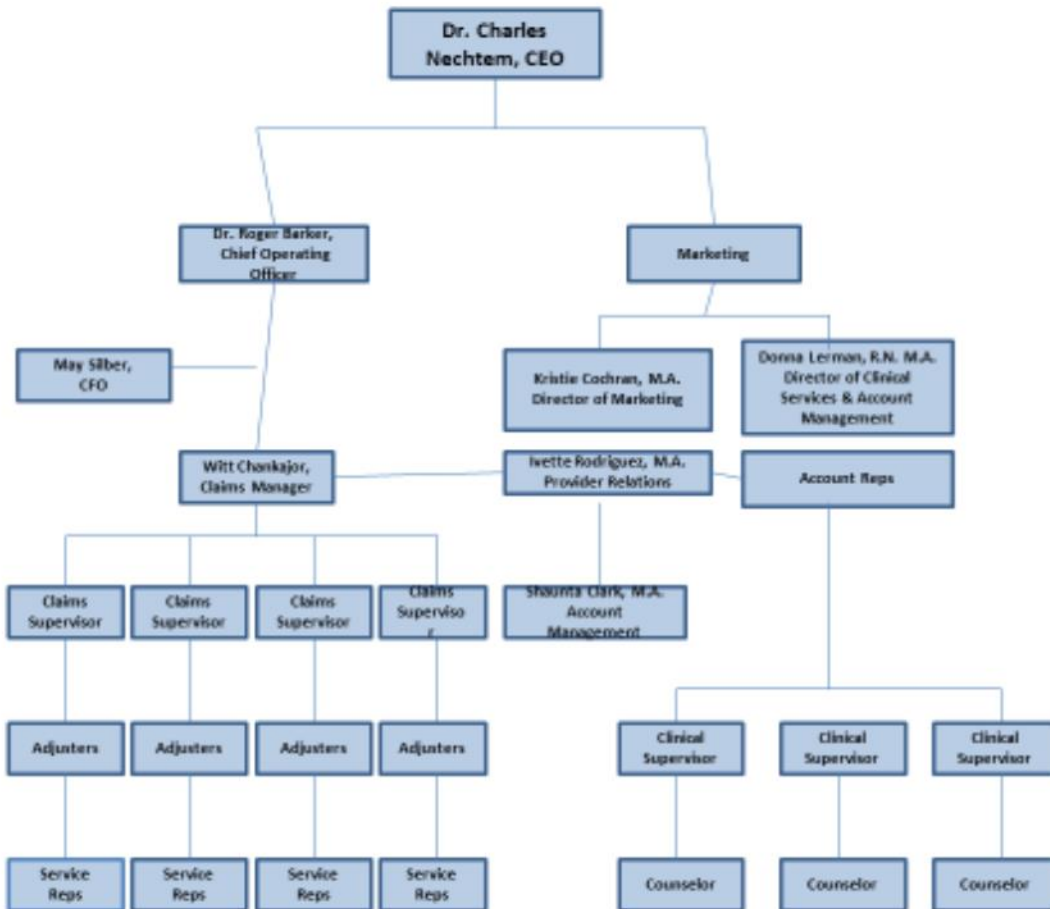 Dr. Charles
Nechtem, CEO
Dr. Roger Barker,
Chief Operating
Officer
Marketing
May Silber,
CFO
Kristie Cochran, M.A.
Director of Marketing
Donna Lerman, R.N. M.A.
Director of Clinical
Services & Account
Management
Witt Chankajor,
Claims Manager
Ivette Rodriguez, M.A.
Provider Relations
Account Reps
Claims
Supervisor
Claims
Supervisor
Claims
Supervisor
Claims
Superviso
r
Shaunta Clark, M.A.
Account
Management
Adjusters
Adjusters
Adjusters
Adjusters
Clinical
Supervisor
Clinical
Supervisor
Clinical
Supervisor
Service
Reps
Service
Reps
Service
Reps
Service
Reps
Counselor
Counselor
Counselor